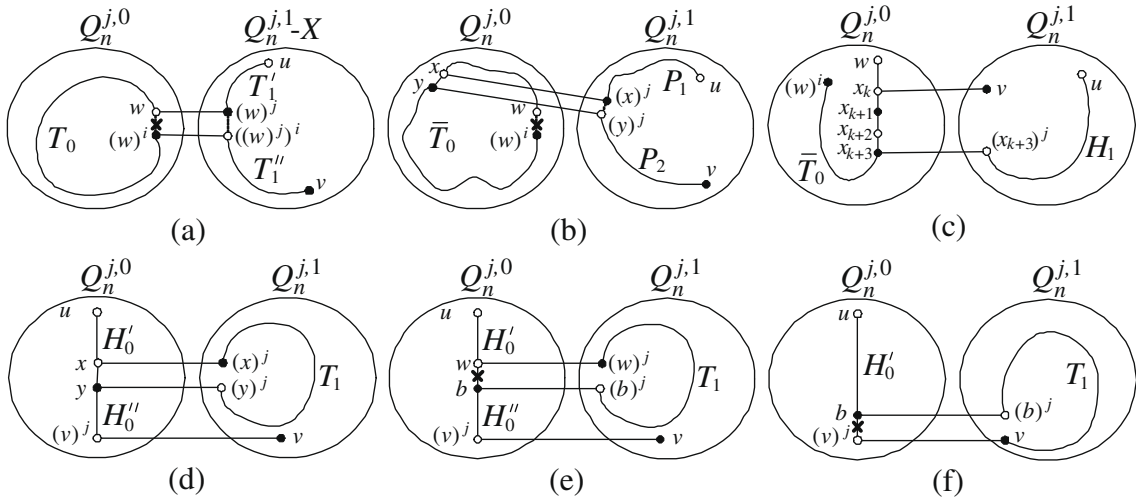 Q_n^{j,0} Q_n^{j,1}-X Q_n^{j,0} Q_n^{j,1} Q_n^{j,0} Q_n^{j,1}
u T_1' w (w)^j T_0 (w)^i ((w)^j)^i T_1'' v
x y P_1 u w (x)^j (y)^j T̅_0 (w)^i P_2 v
w (w)^i x_k v u x_{k+1} x_{k+2} x_{k+3} (x_{k+3})^j T̅_0 H_1
(a) (b) (c)
Q_n^{j,0} Q_n^{j,1} Q_n^{j,0} Q_n^{j,1} Q_n^{j,0} Q_n^{j,1}
u H_0' x (x)^j y (y)^j T_1 H_0'' (v)^j v
u H_0' w (w)^j b (b)^j T_1 H_0'' (v)^j v
u H_0' T_1 b (b)^j (v)^j v
(d) (e) (f)